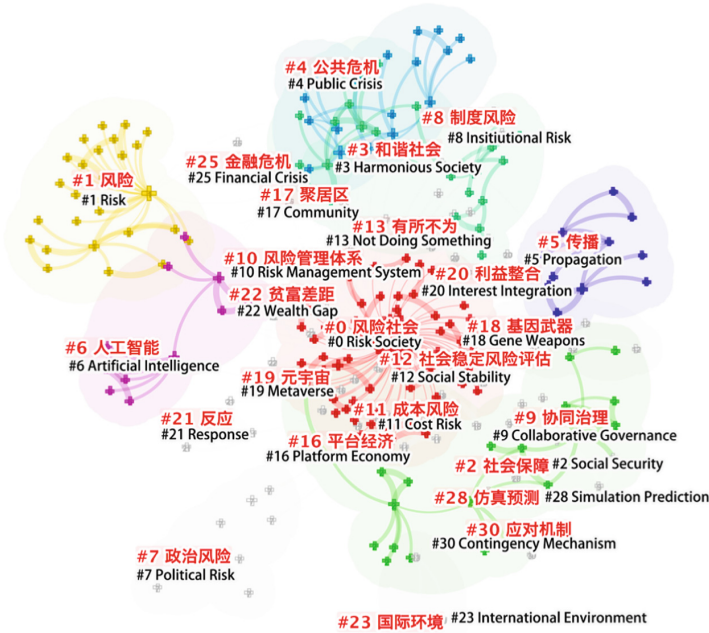 #4 公共危机
#4 Public Crisis
#8 制度风险
#8 Insitiutional Risk
#3 和谐社会
#3 Harmonious Society
#25 金融危机
#25 Financial Crisis
#1 风险
#1 Risk
#17 聚居区
#17 Community
#13 有所不为
#13 Not Doing Something
#5 传播
#5 Propagation
#10 风险管理体系
#10 Risk Management System
#20 利益整合
#20 Interest Integration
#22 贫富差距
#22 Wealth Gap
#0 风险社会
#0 Risk Society
#18 基因武器
#18 Gene Weapons
#6 人工智能
#6 Artificial Intelligence
#12 社会稳定风险评估
#12 Social Stability
#19 元宇宙
#19 Metaverse
#11 成本风险
#11 Cost Risk
#21 反应
#21 Response
#9 协同治理
#9 Collaborative Governance
#16 平台经济
#16 Platform Economy
#2 社会保障 #2 Social Security
#28 仿真预测 #28 Simulation Prediction
#30 应对机制
#30 Contingency Mechanism
#7 政治风险
#7 Political Risk
#23 国际环境 #23 International Environment